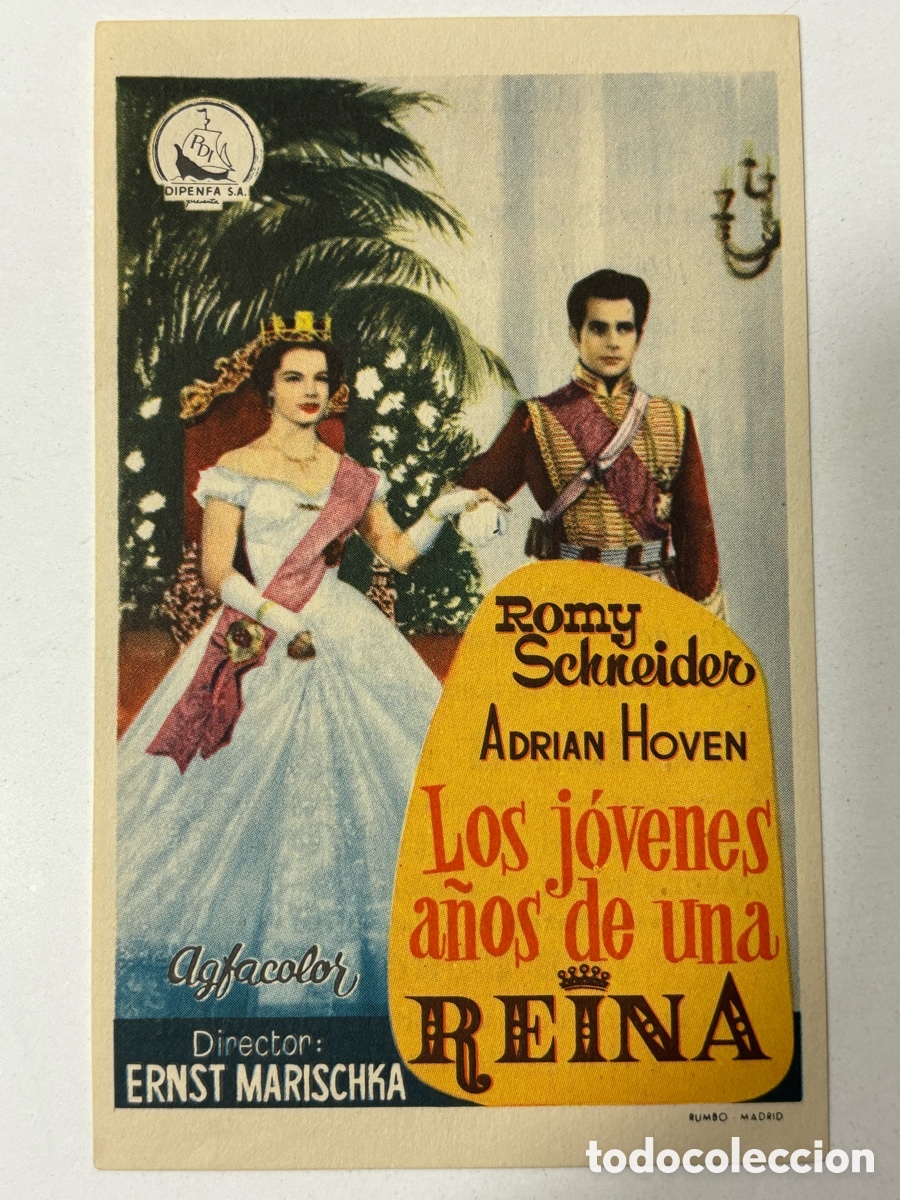 PDI
DIPENFA S.A.
presenta
Romy
Schneider
ADRIAN HOVEN
Los jóvenes
años de una
REINA
Agfacolor
Director:
ERNST MARISCHKA
RUMBO - MADRID
todocoleccion